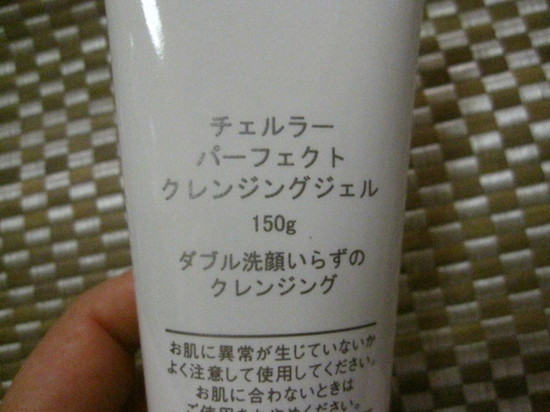 チェルラー
パーフェクト
クレンジングジェル
150g
ダブル洗顔いらずの
クレンジング
お肌に異常が生じていないか
よく注意して使用してください。
お肌に合わないときは